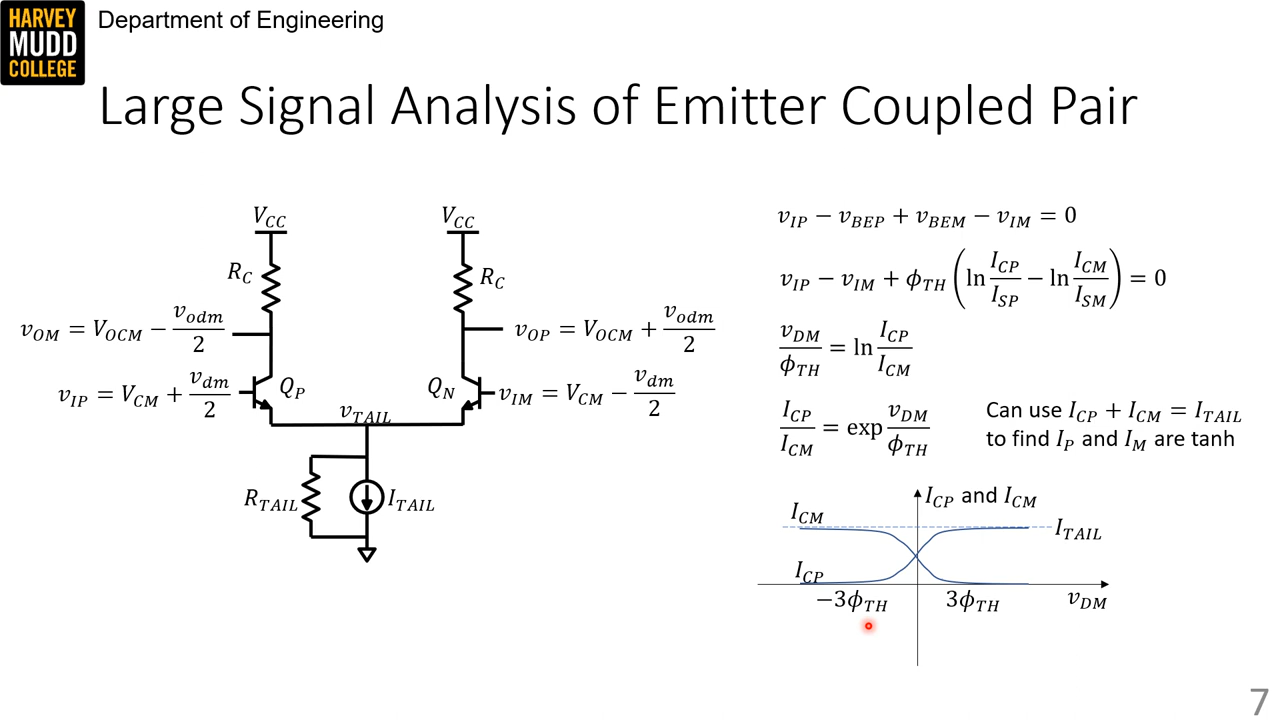 HARVEY
MUDD
COLLEGE
Department of Engineering
Large Signal Analysis of Emitter Coupled Pair
V_CC
V_CC
R_C
R_C
v_OM = V_OCM − v_odm/2
v_OP = V_OCM + v_odm/2
v_IP = V_CM + v_dm/2
Q_P
Q_N
v_IM = V_CM − v_dm/2
v_TAIL
R_TAIL
I_TAIL
v_IP − v_BEP + v_BEM − v_IM = 0
v_IP − v_IM + ϕ_TH (ln I_CP/I_SP − ln I_CM/I_SM) = 0
v_DM/ϕ_TH = ln I_CP/I_CM
I_CP/I_CM = exp v_DM/ϕ_TH
Can use I_CP + I_CM = I_TAIL
to find I_P and I_M are tanh
I_CP and I_CM
I_CM
I_TAIL
I_CP
−3ϕ_TH
3ϕ_TH
v_DM
7